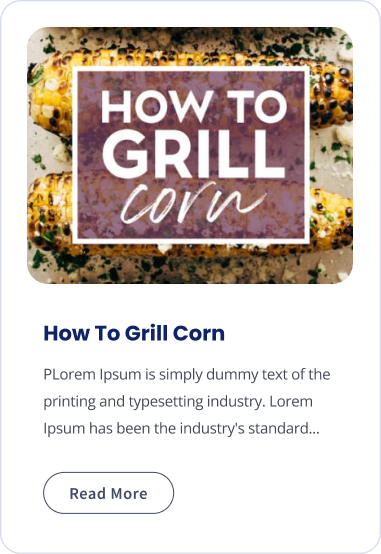 HOW TO
GRILL
corn
How To Grill Corn
PLorem Ipsum is simply dummy text of the
printing and typesetting industry. Lorem
Ipsum has been the industry's standard...
Read More